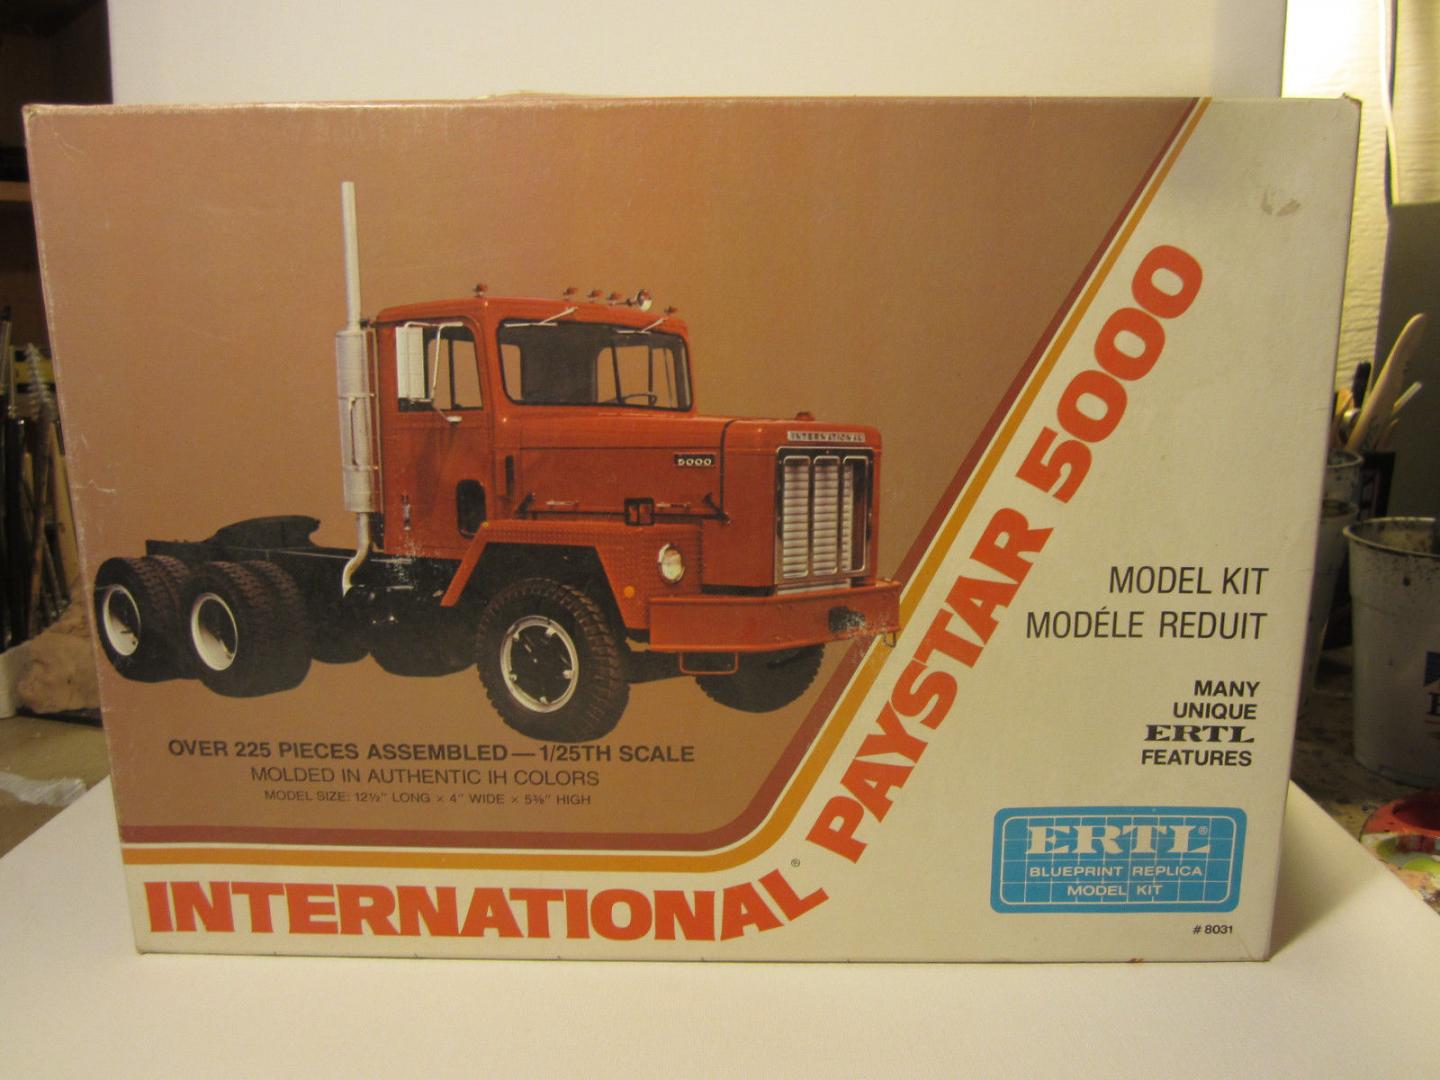 INTERNATIONAL
5000
OVER 225 PIECES ASSEMBLED — 1/25TH SCALE
MOLDED IN AUTHENTIC IH COLORS
MODEL SIZE: 12½" LONG × 4" WIDE × 5⅜" HIGH
INTERNATIONAL® PAYSTAR 5000
MODEL KIT
MODÉLE REDUIT
MANY
UNIQUE
ERTL
FEATURES
ERTL®
BLUEPRINT REPLICA
MODEL KIT
# 8031